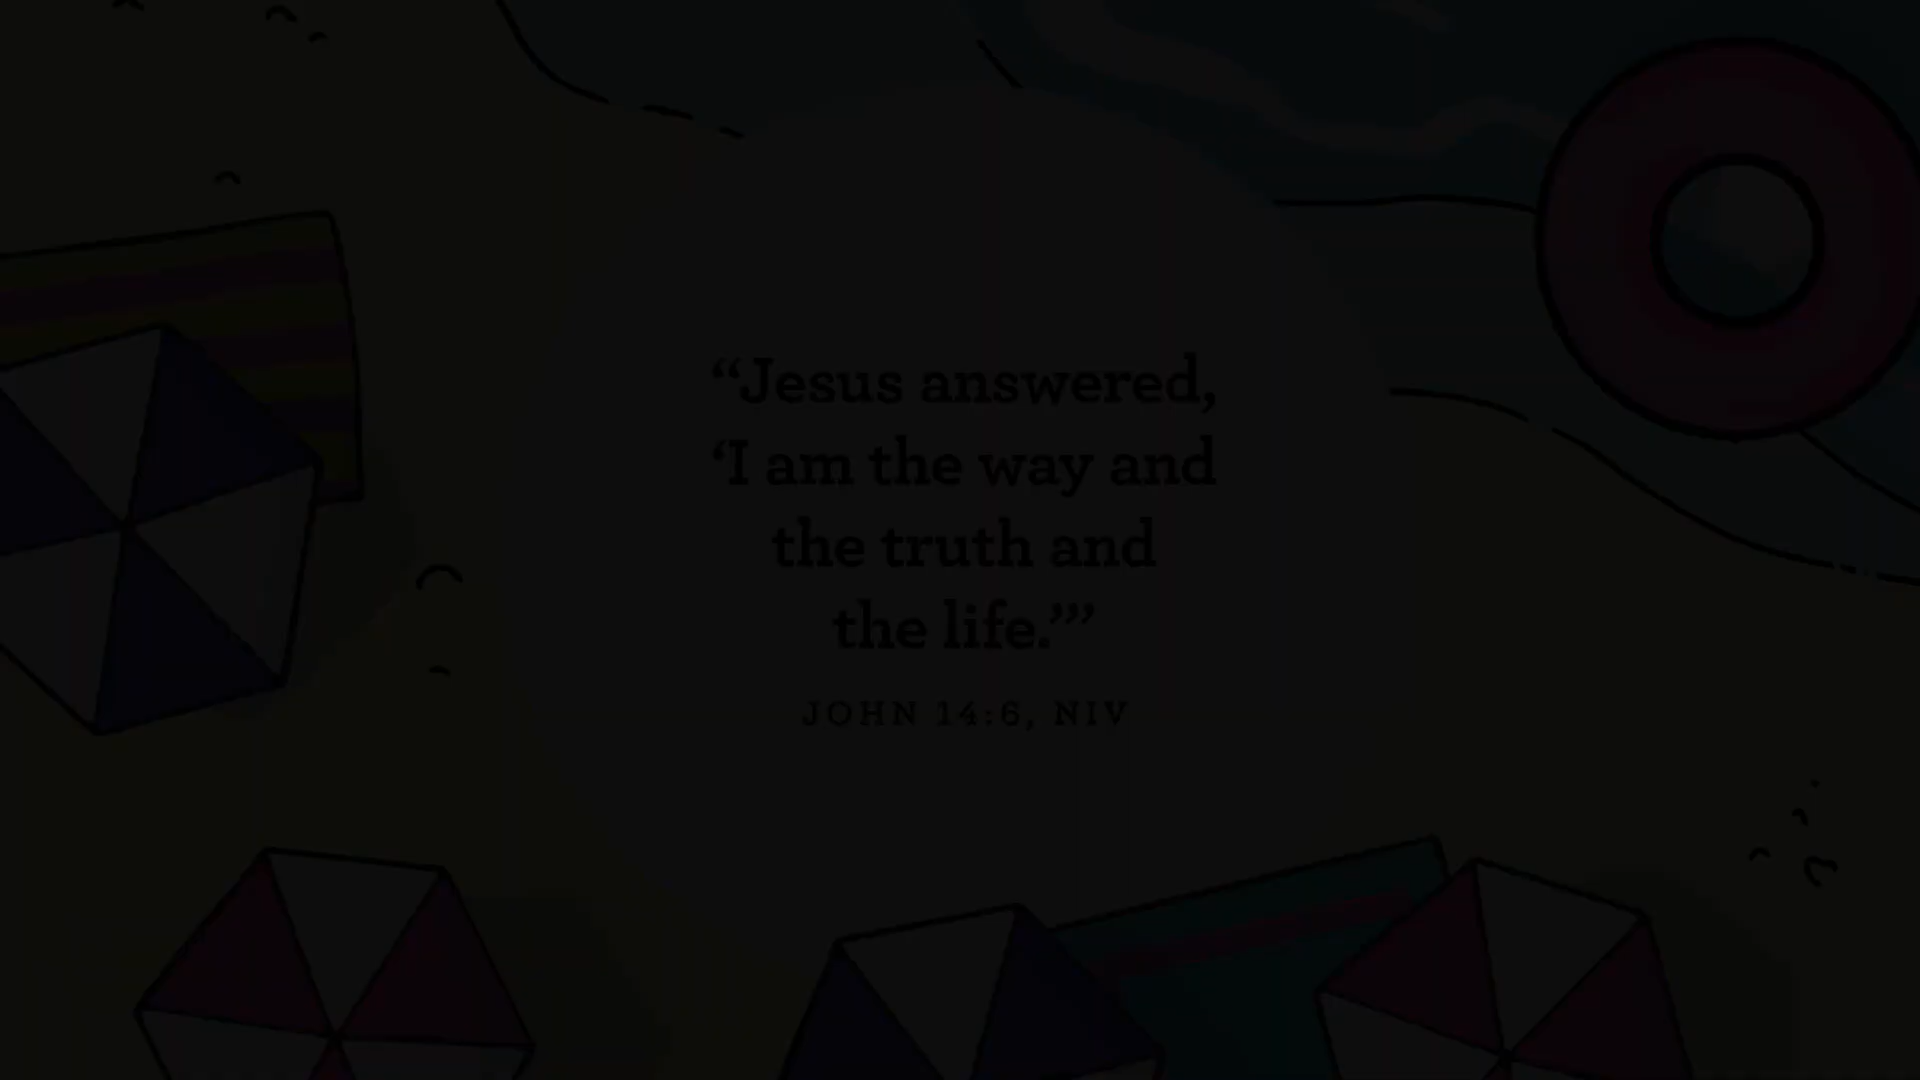 “Jesus answered,
‘I am the way and
the truth and
the life.’”
JOHN 14:6, NIV